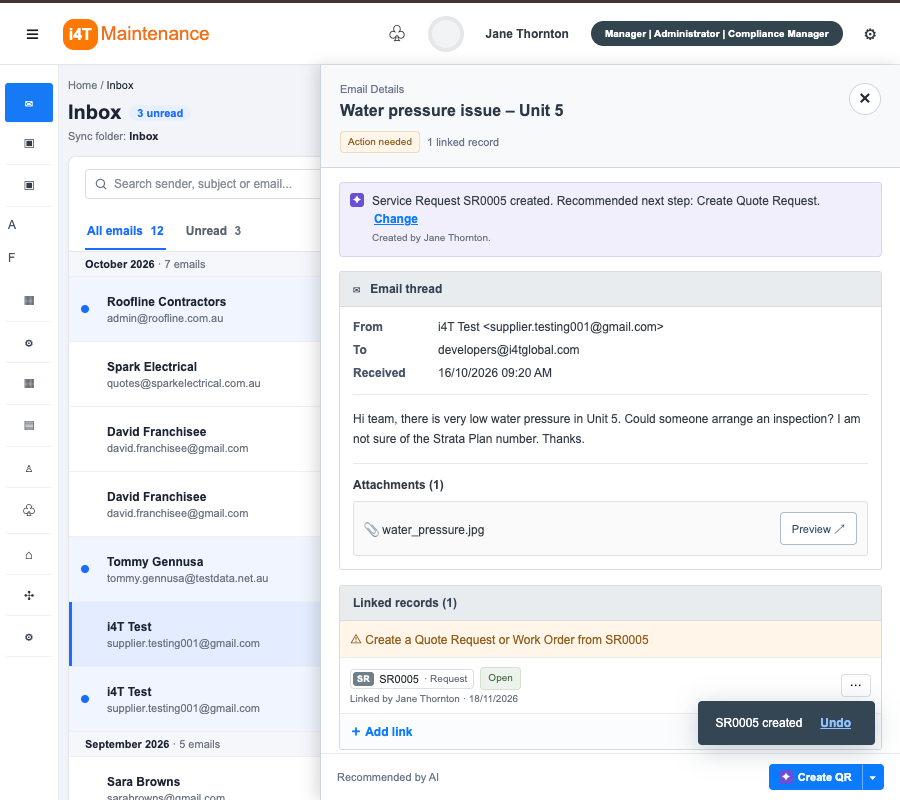 i4T Maintenance
Jane Thornton
Manager | Administrator | Compliance Manager
A
F
Home / Inbox
Inbox 3 unread
Sync folder: Inbox
Search sender, subject or email...
All emails 12 Unread 3
October 2026 · 7 emails
Roofline Contractors
admin@roofline.com.au
Spark Electrical
quotes@sparkelectrical.com.au
David Franchisee
david.franchisee@gmail.com
David Franchisee
david.franchisee@gmail.com
Tommy Gennusa
tommy.gennusa@testdata.net.au
i4T Test
supplier.testing001@gmail.com
i4T Test
supplier.testing001@gmail.com
September 2026 · 5 emails
Sara Browns
sarabrowns@gmail.com
Email Details
Water pressure issue – Unit 5
Action needed 1 linked record
Service Request SR0005 created. Recommended next step: Create Quote Request.
Change
Created by Jane Thornton.
Email thread
From i4T Test <supplier.testing001@gmail.com>
To developers@i4tglobal.com
Received 16/10/2026 09:20 AM
Hi team, there is very low water pressure in Unit 5. Could someone arrange an inspection? I am
not sure of the Strata Plan number. Thanks.
Attachments (1)
water_pressure.jpg Preview
Linked records (1)
Create a Quote Request or Work Order from SR0005
SR SR0005 · Request Open
Linked by Jane Thornton · 18/11/2026
+ Add link
SR0005 created Undo
Recommended by AI
Create QR